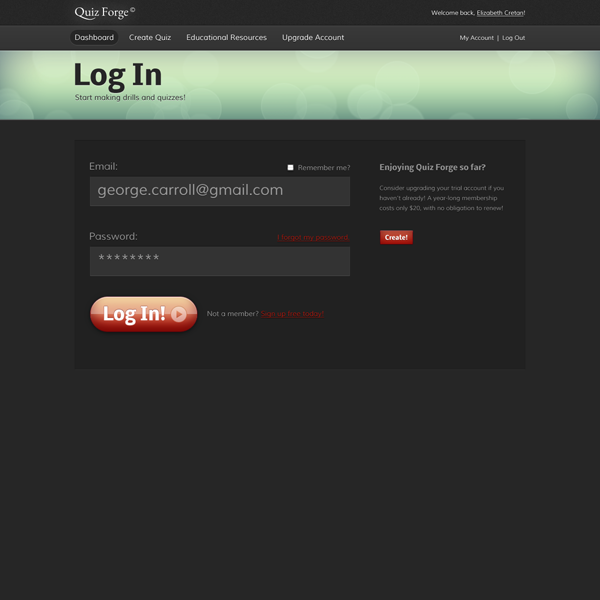 Quiz Forge©
Welcome back, Elizabeth Cretan!
Dashboard Create Quiz Educational Resources Upgrade Account
My Account | Log Out
Log In
Start making drills and quizzes!
Email:
Remember me?
george.carroll@gmail.com
Password:
I forgot my password.
********
Log In!
Not a member? Sign up free today!
Enjoying Quiz Forge so far?
Consider upgrading your trial account if you
haven't already! A year-long membership
costs only $20, with no obligation to renew!
Create!